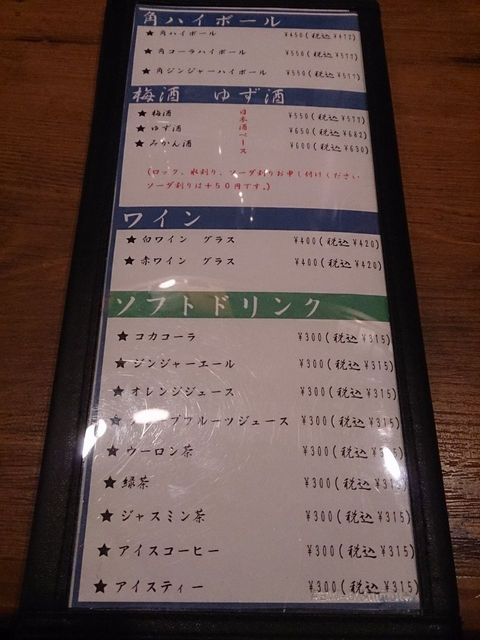 角ハイボール
★ 角ハイボール ¥450(税込¥472)
★ 角コーラハイボール ¥550(税込¥577)
★ 角ジンジャーハイボール ¥550(税込¥577)
梅酒 ゆず酒
★ 梅酒 ¥550(税込¥577)
★ ゆず酒 ¥650(税込¥682)
★ みかん酒 ¥600(税込¥630)
日本酒ベース
(ロック、水割り、ソーダ割りお申し付けください
ソーダ割りは+50円です。)
ワイン
★ 白ワイン グラス ¥400(税込¥420)
★ 赤ワイン グラス ¥400(税込¥420)
ソフトドリンク
★ コカコーラ ¥300(税込¥315)
★ ジンジャーエール ¥300(税込¥315)
★ オレンジジュース ¥300(税込¥315)
★ プフルーツジュース ¥300(税込¥315)
★ ウーロン茶 ¥300(税込
★ 緑茶 ¥300(税込¥315)
★ ジャスミン茶 ¥300(税込¥315)
★ アイスコーヒー ¥300(税込¥315)
★ アイスティー ¥300(税込¥315)